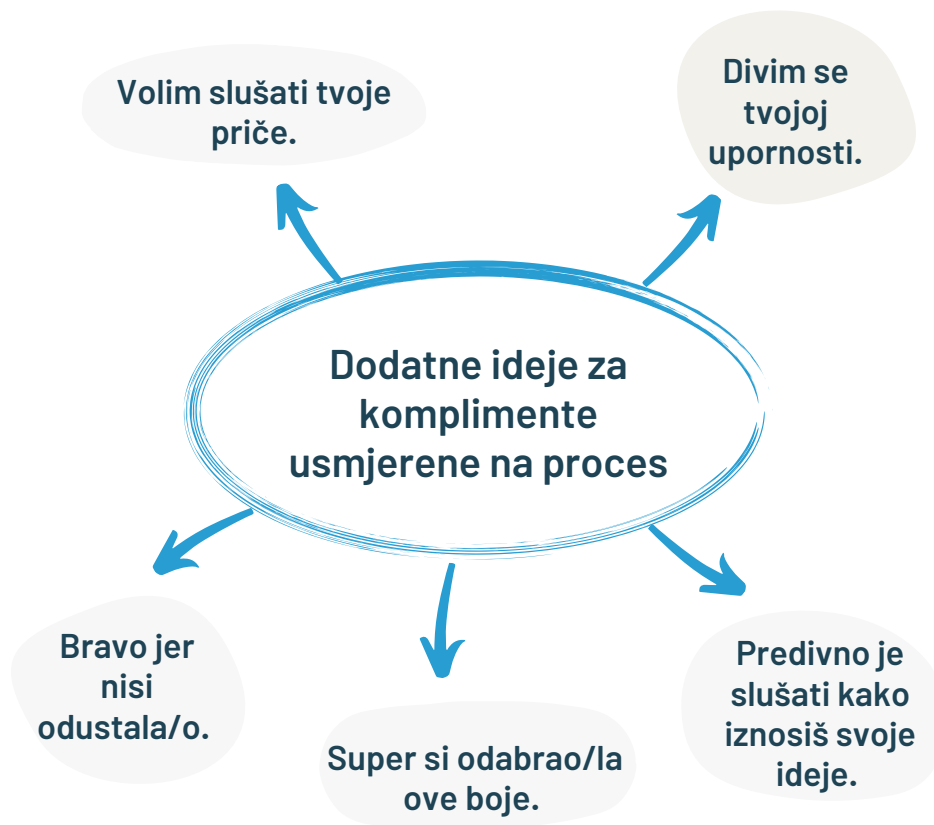 Volim slušati tvoje
priče.
Divim se
tvojoj
upornosti.
Dodatne ideje za
komplimente
usmjerene na proces
Bravo jer
nisi
odustala/o.
Super si odabrao/la
ove boje.
Predivno je
slušati kako
iznosiš svoje
ideje.